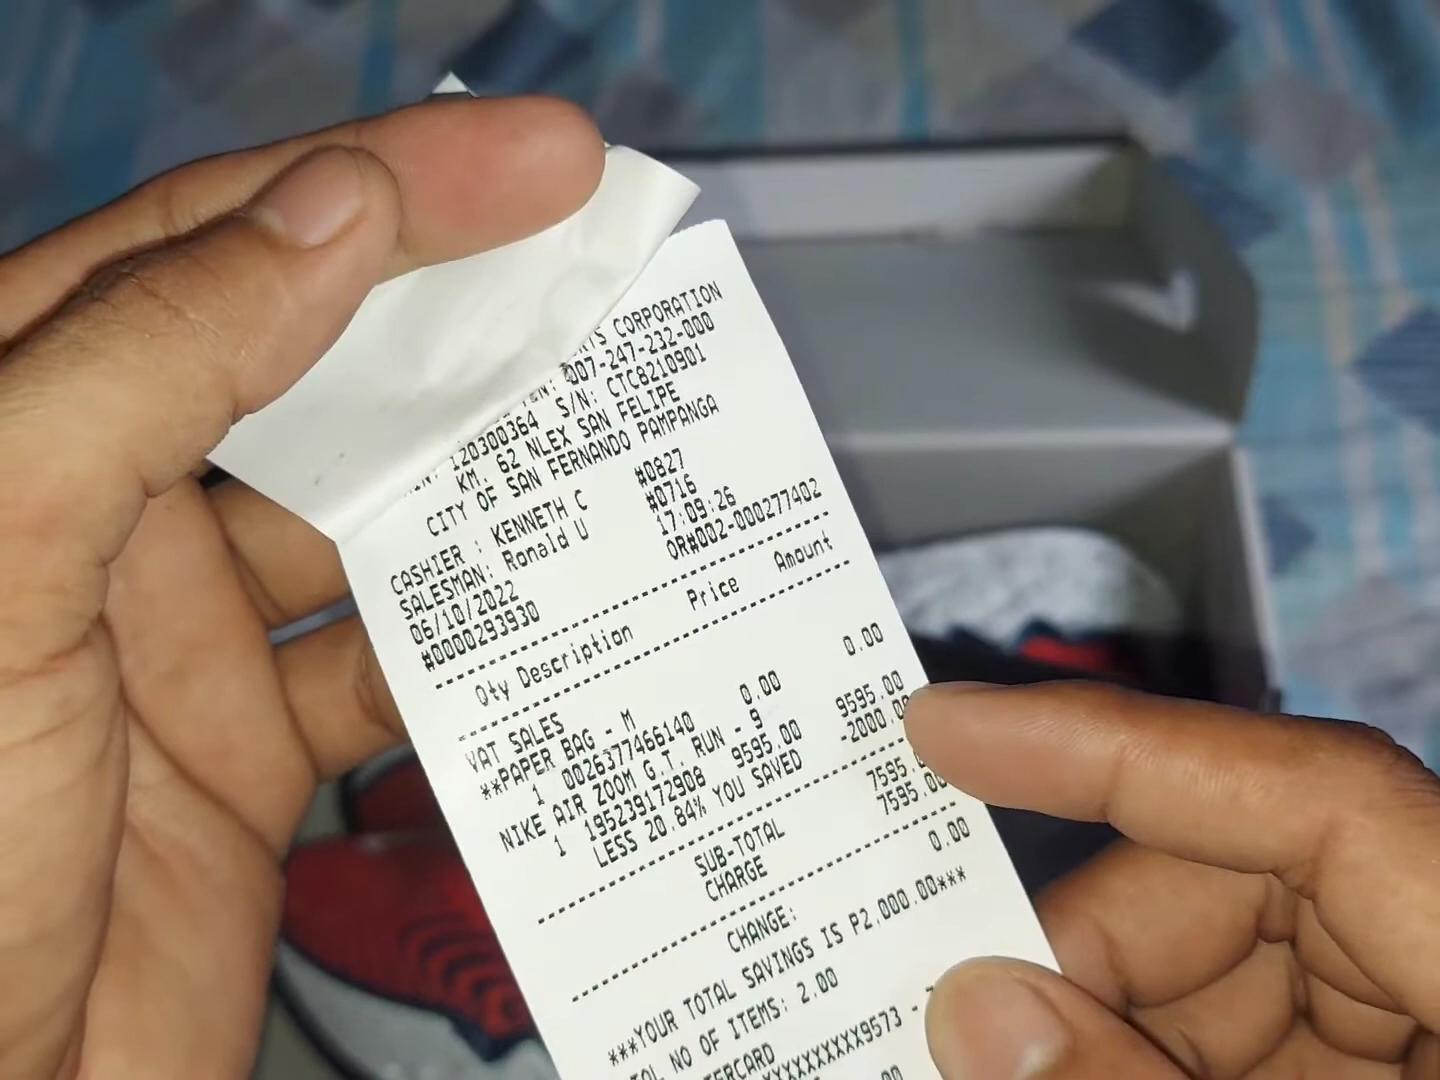 CORPORATION
007-247-232-000
120300364 S/N: CTC8210901
KM. 62 NLEX SAN FELIPE
CITY OF SAN FERNANDO PAMPANGA
CASHIER : KENNETH C #0827
SALESMAN: Ronald U #0716
06/10/2022 17:09:26
#0000293930 OR#002-000277402
Qty Description Price Amount
VAT SALES
**PAPER BAG - M
1 0026377466140 0.00 0.00
NIKE AIR ZOOM G.T. RUN - 9
1 195239172908 9595.00 9595.00
LESS 20.84% YOU SAVED -2000.00
SUB-TOTAL 7595.
CHARGE 7595.00
CHANGE: 0.00
***YOUR TOTAL SAVINGS IS P2,000.00***
NO OF ITEMS: 2.00
XXXXXXXXX9573 -